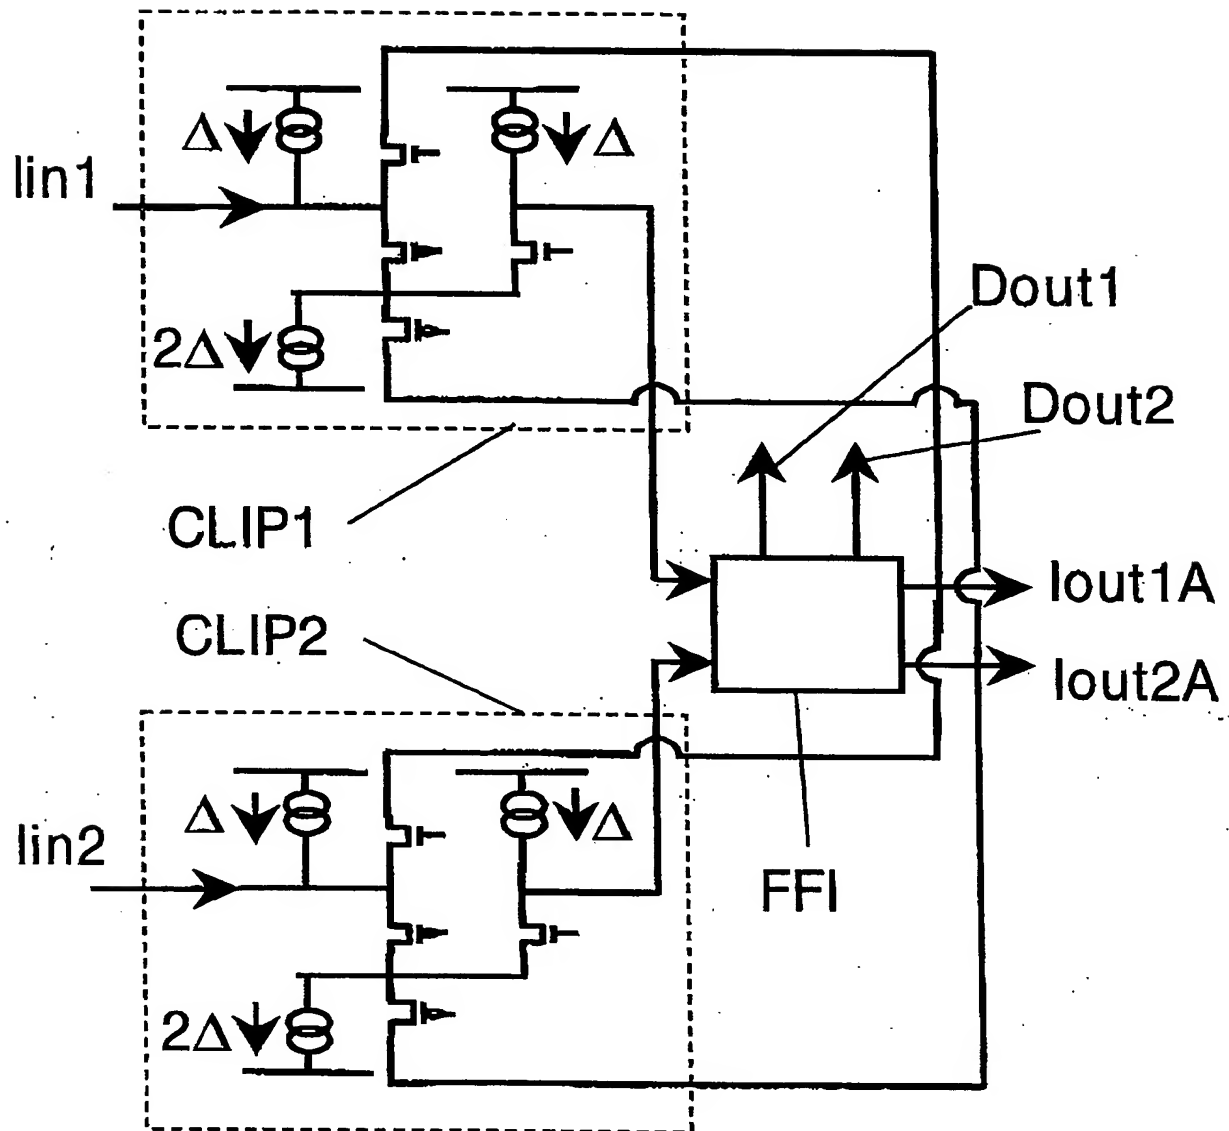 Δ
Δ
Iin1
Dout1
2Δ
Dout2
CLIP1
Iout1A
CLIP2
Iout2A
Δ
Δ
Iin2
FFI
2Δ